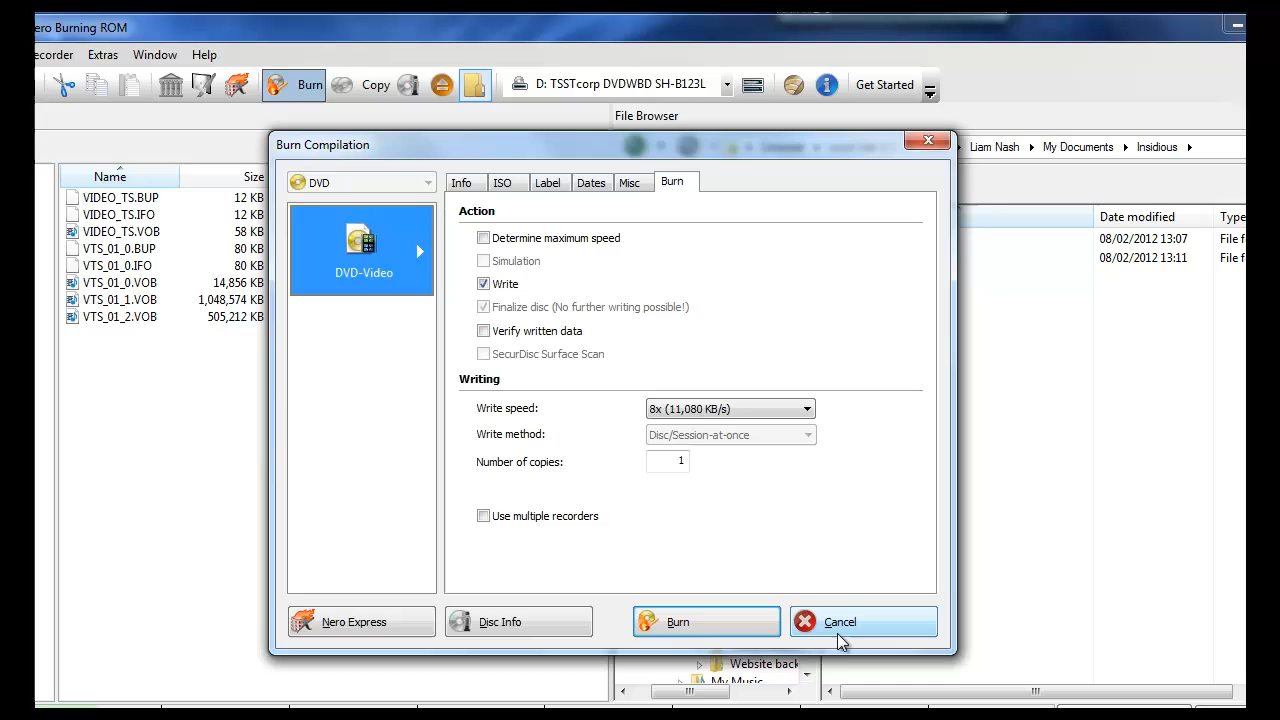 ero Burning ROM
ecorder Extras Window Help
Burn Copy D: TSSTcorp DVDWBD SH-B123L Get Started
File Browser
Burn Compilation
Liam Nash My Documents Insidious
DVD
Info ISO Label Dates Misc Burn
Name Size
VIDEO_TS.BUP 12 KB
VIDEO_TS.IFO 12 KB
VIDEO_TS.VOB 58 KB
VTS_01_0.BUP 80 KB
VTS_01_0.IFO 80 KB
VTS_01_0.VOB 14,856 KB
VTS_01_1.VOB 1,048,574 KB
VTS_01_2.VOB 505,212 KB
DVD-Video
Action
Determine maximum speed
Simulation
Write
Finalize disc (No further writing possible!)
Verify written data
SecurDisc Surface Scan
Writing
Write speed: 8x (11,080 KB/s)
Write method: Disc/Session-at-once
Number of copies: 1
Use multiple recorders
Nero Express Disc Info Burn Cancel
Date modified Type
08/02/2012 13:07 File f
08/02/2012 13:11 File f
Website back
My Music